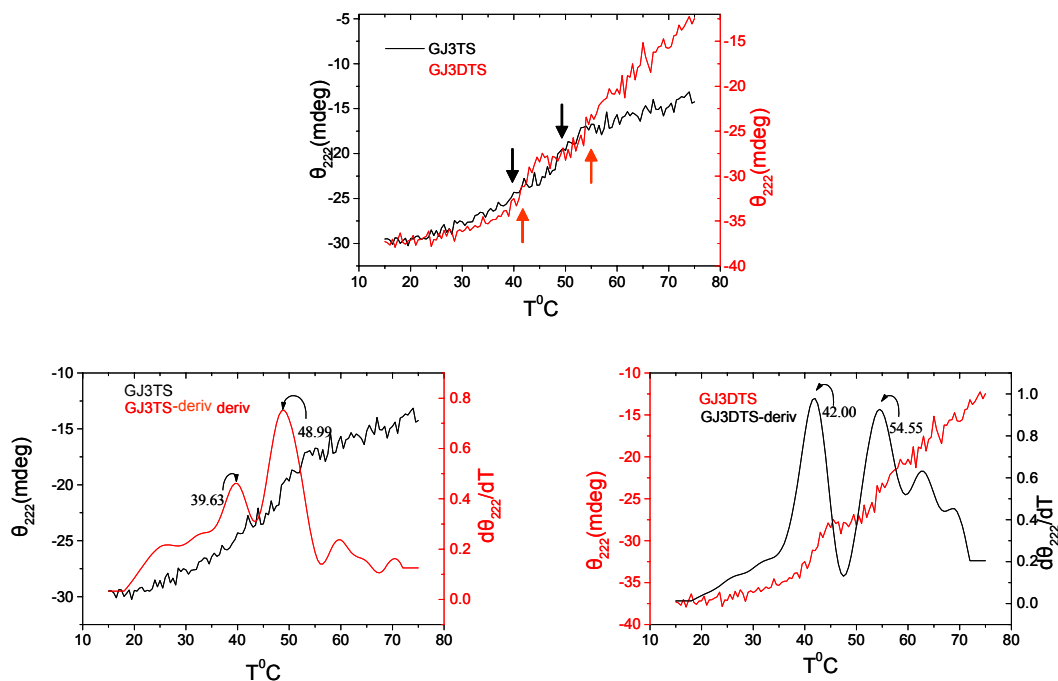 GJ3TS
GJ3DTS
θ222(mdeg)
-5
-10
-15
-20
-25
-30
-15
-20
-25
-30
-35
-40
θ222(mdeg)
10 20 30 40 50 60 70 80
T0C
GJ3TS
GJ3TS-deriv deriv
39.63
48.99
θ222(mdeg)
-10
-15
-20
-25
-30
0.8
0.6
0.4
0.2
0.0
dθ222/dT
10 20 30 40 50 60 70 80
T0C
GJ3DTS
GJ3DTS-deriv
42.00
54.55
θ222(mdeg)
-10
-15
-20
-25
-30
-35
-40
1.0
0.8
0.6
0.4
0.2
0.0
dθ222/dT
10 20 30 40 50 60 70 80
T0C